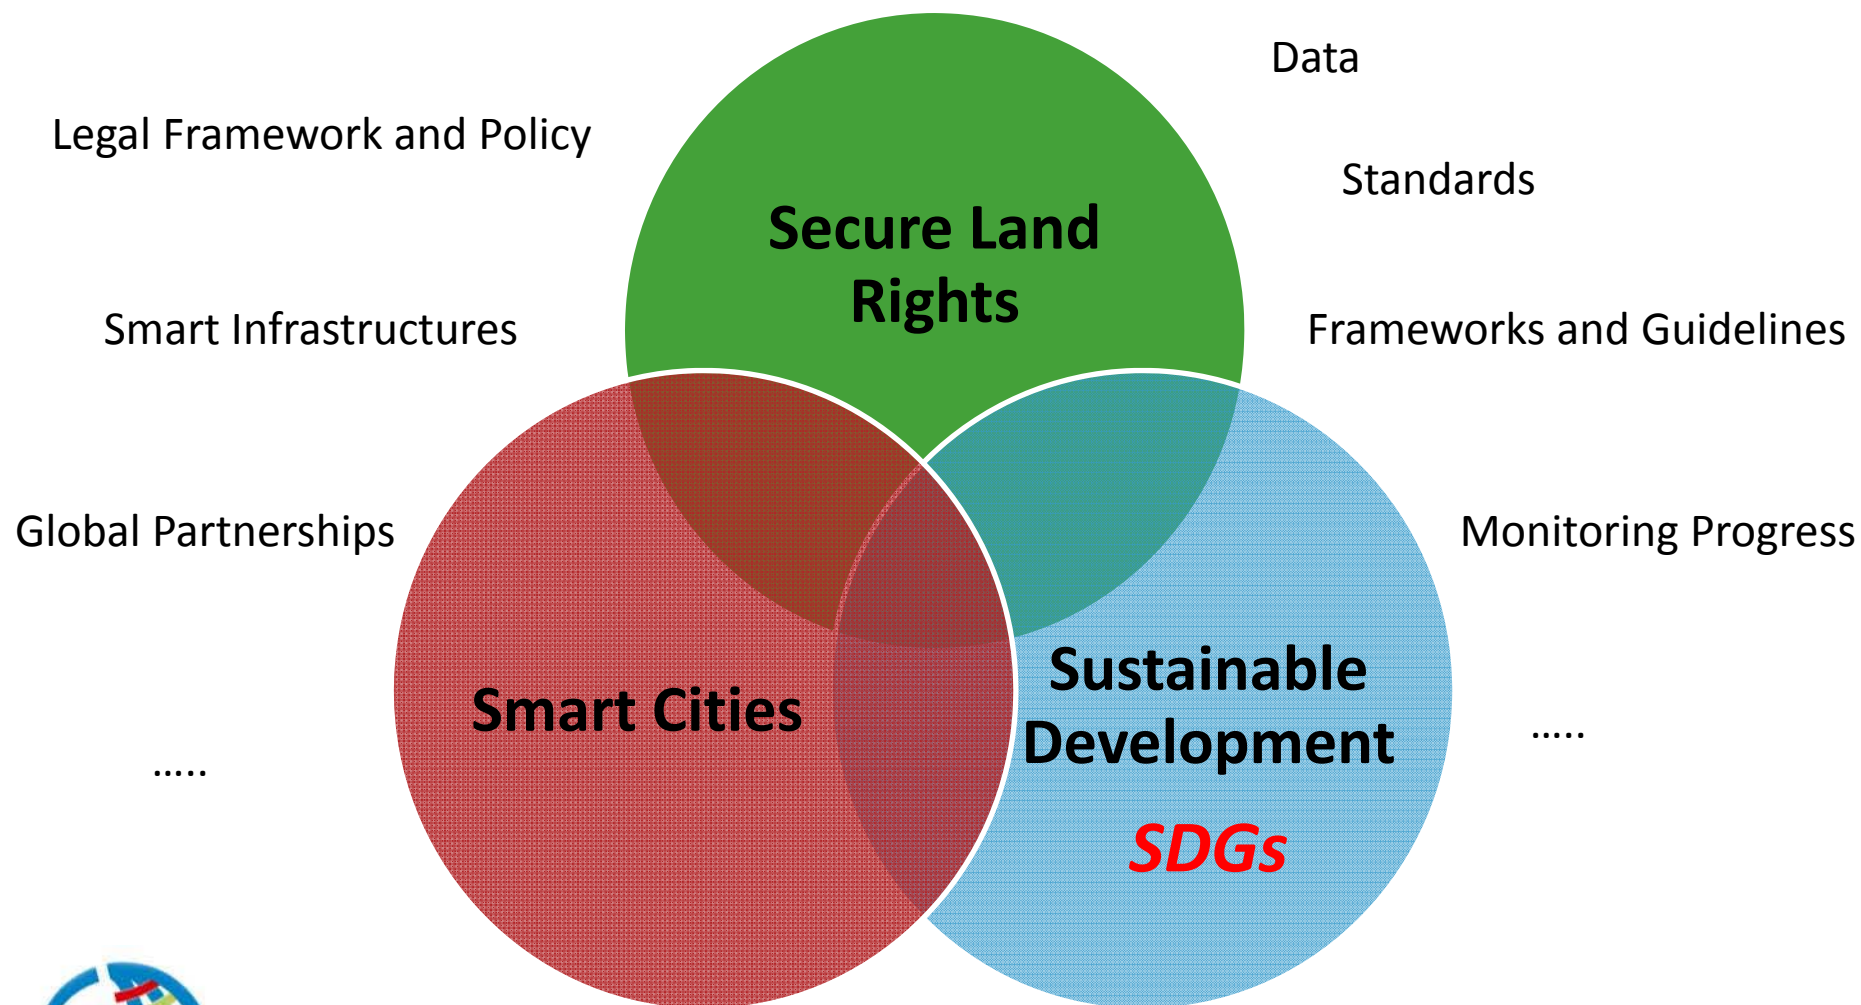 Data
Legal Framework and Policy
Standards
Secure Land
Rights
Smart Infrastructures
Frameworks and Guidelines
Global Partnerships
Monitoring Progress
Smart Cities
Sustainable
Development
SDGs
.....
.....